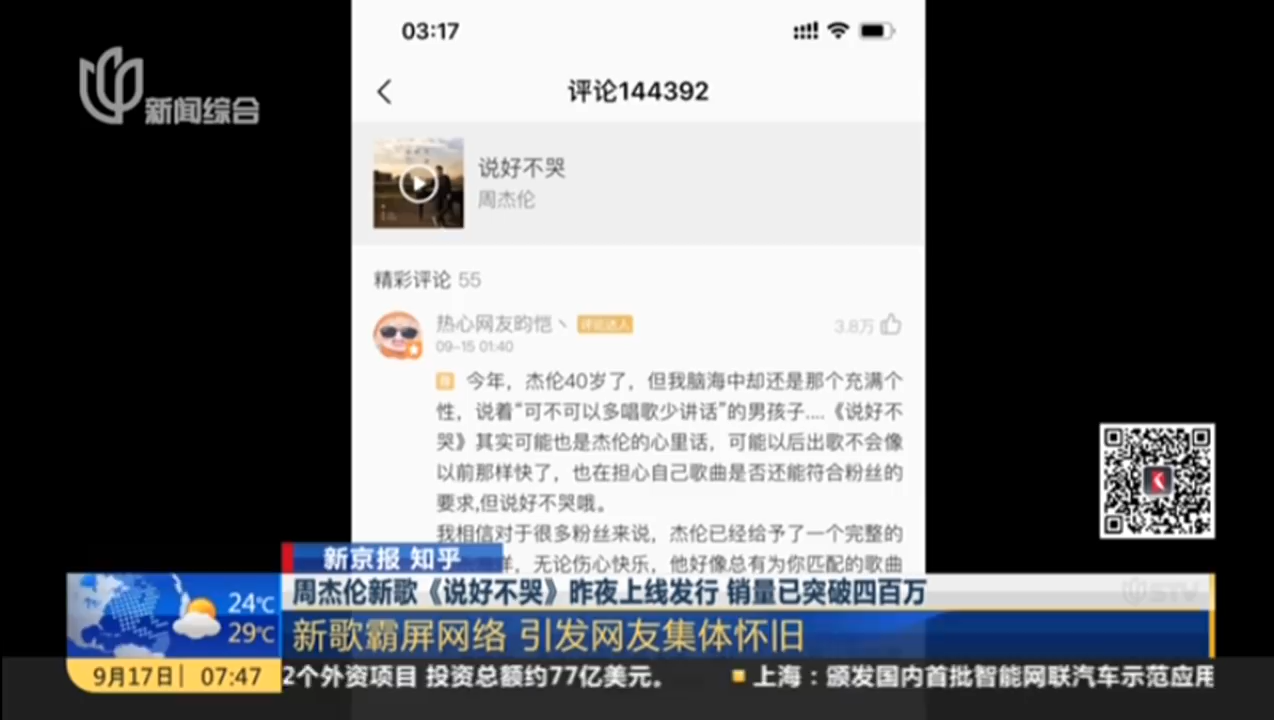 03:17
新闻综合
评论144392
说好不哭
周杰伦
精彩评论 55
热心网友昀恺丶 评论达人
3.8万
09-15 01:40
今年，杰伦40岁了，但我脑海中却还是那个充满个
性，说着“可不可以多唱歌少讲话”的男孩子....《说好不
哭》其实可能也是杰伦的心里话，可能以后出歌不会像
以前那样快了，也在担心自己歌曲是否还能符合粉丝的
要求,但说好不哭哦。
我相信对于很多粉丝来说，杰伦已经给予了一个完整的
，无论伤心快乐，他好像总有为你匹配的歌曲
新京报 知乎
周杰伦新歌《说好不哭》昨夜上线发行 销量已突破四百万
STV
新歌霸屏网络 引发网友集体怀旧
24℃
29℃
9月17日 07:47
2个外资项目 投资总额约77亿美元。 上海：颁发国内首批智能网联汽车示范应用